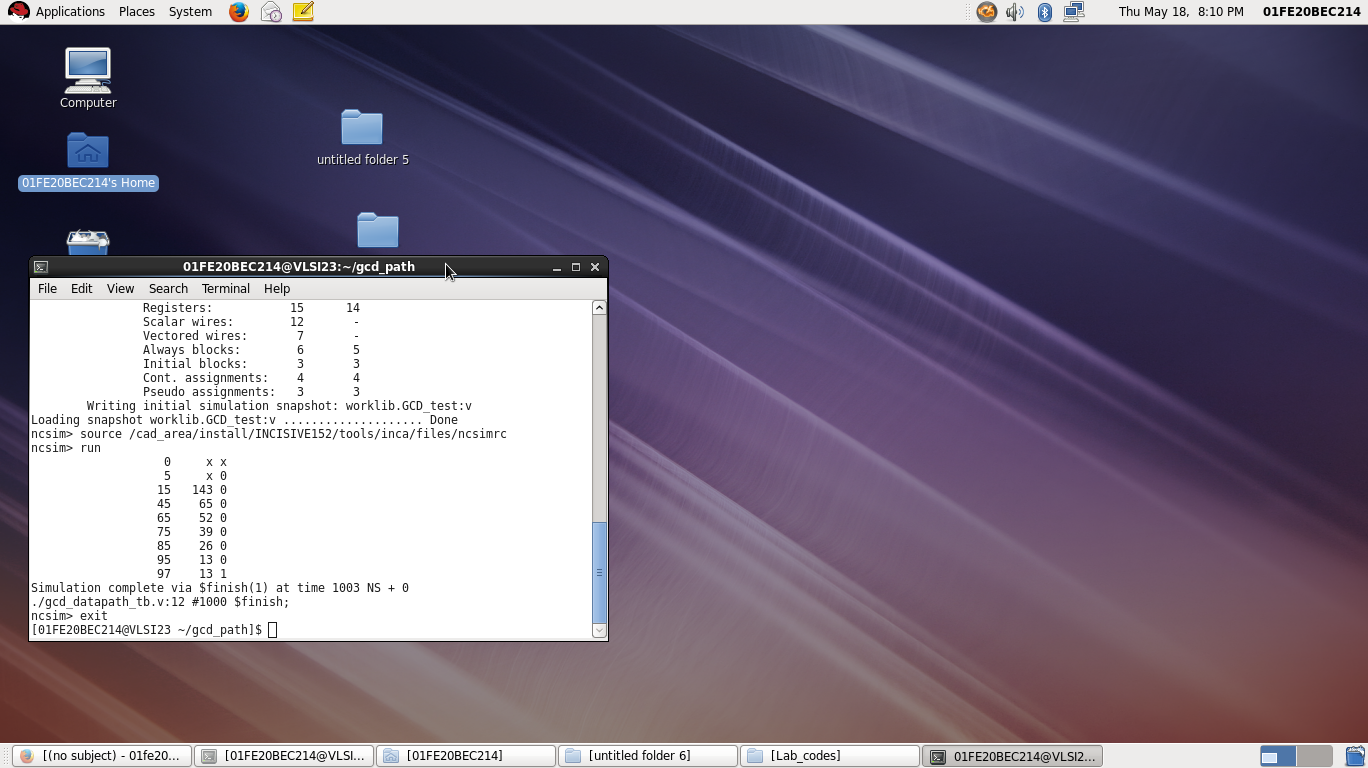 Applications Places System
Thu May 18, 8:10 PM 01FE20BEC214
Computer
untitled folder 5
01FE20BEC214's Home
01FE20BEC214@VLSI23:~/gcd_path
File Edit View Search Terminal Help
Registers: 15 14
Scalar wires: 12 -
Vectored wires: 7 -
Always blocks: 6 5
Initial blocks: 3 3
Cont. assignments: 4 4
Pseudo assignments: 3 3
Writing initial simulation snapshot: worklib.GCD_test:v
Loading snapshot worklib.GCD_test:v .................... Done
ncsim> source /cad_area/install/INCISIVE152/tools/inca/files/ncsimrc
ncsim> run
0 x x
5 x 0
15 143 0
45 65 0
65 52 0
75 39 0
85 26 0
95 13 0
97 13 1
Simulation complete via $finish(1) at time 1003 NS + 0
./gcd_datapath_tb.v:12 #1000 $finish;
ncsim> exit
[01FE20BEC214@VLSI23 ~/gcd_path]$
[(no subject) - 01fe20... [01FE20BEC214@VLSI... [01FE20BEC214] [untitled folder 6] [Lab_codes] 01FE20BEC214@VLSI2...